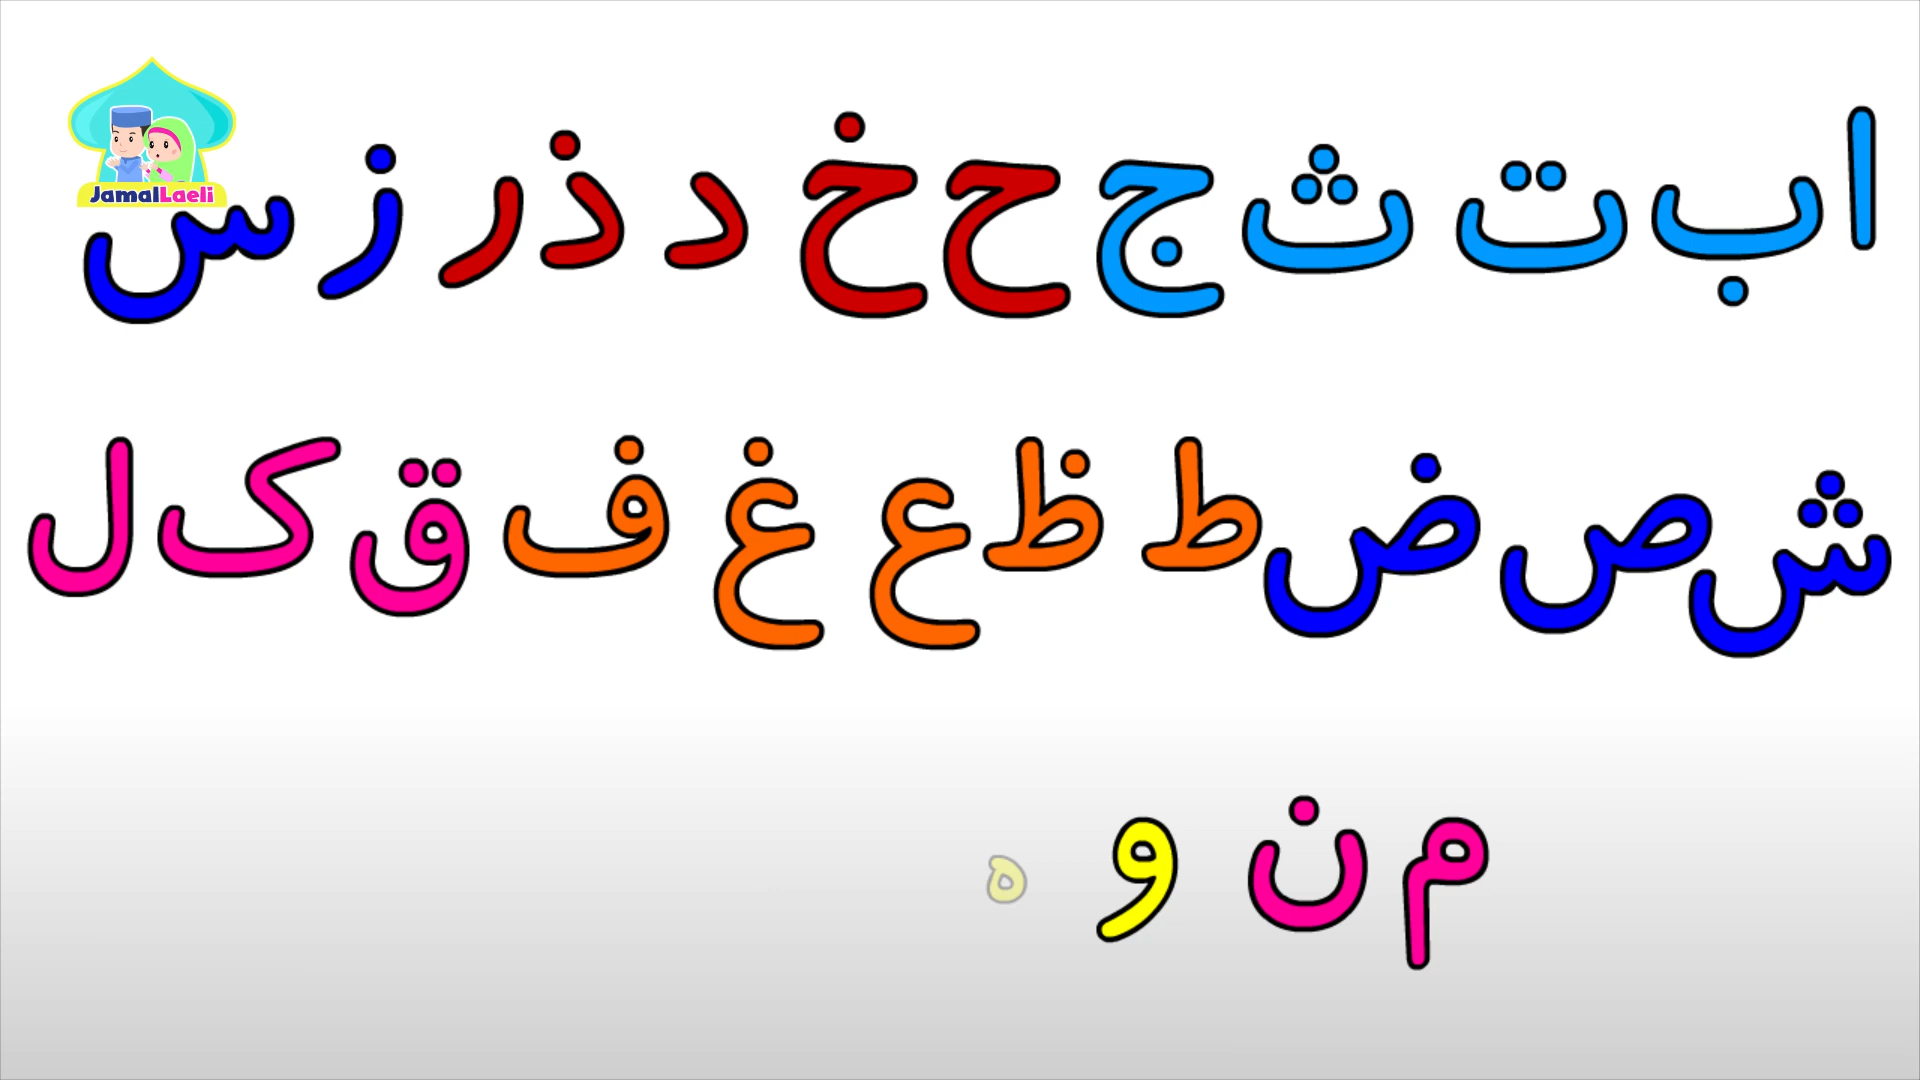 JamalLaeli
ا ب ت ث ج ح خ د ذ ر ز س
ش ص ض ط ظ ع غ ف ق ک ل
م ن و ه